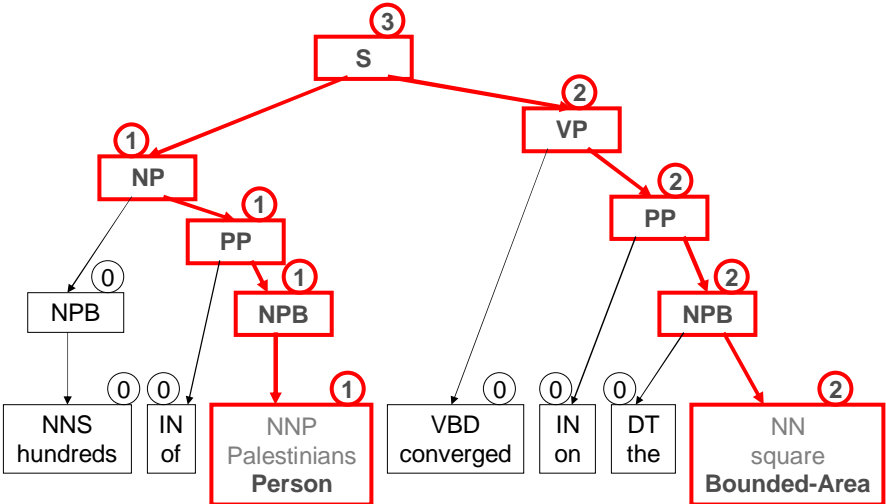 3
S
2
VP
1
NP
2
PP
1
PP
0
NPB
1
NPB
2
NPB
0
NNS
hundreds
0
IN
of
1
NNP
Palestinians
Person
0
VBD
converged
0
IN
on
0
DT
the
2
NN
square
Bounded-Area